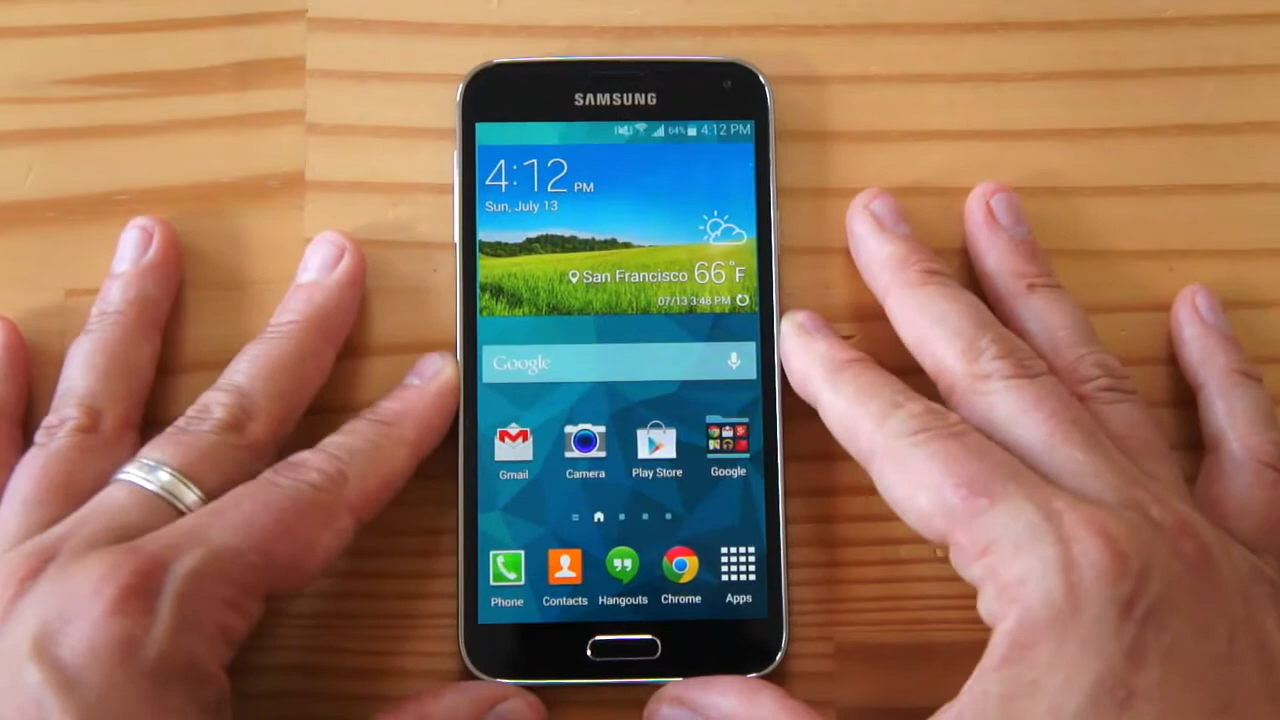 SAMSUNG
64% 4:12 PM
4:12 PM
Sun, July 13
San Francisco 66°F
07/13 3:48 PM
Google
Gmail Camera Play Store Google
Phone Contacts Hangouts Chrome Apps